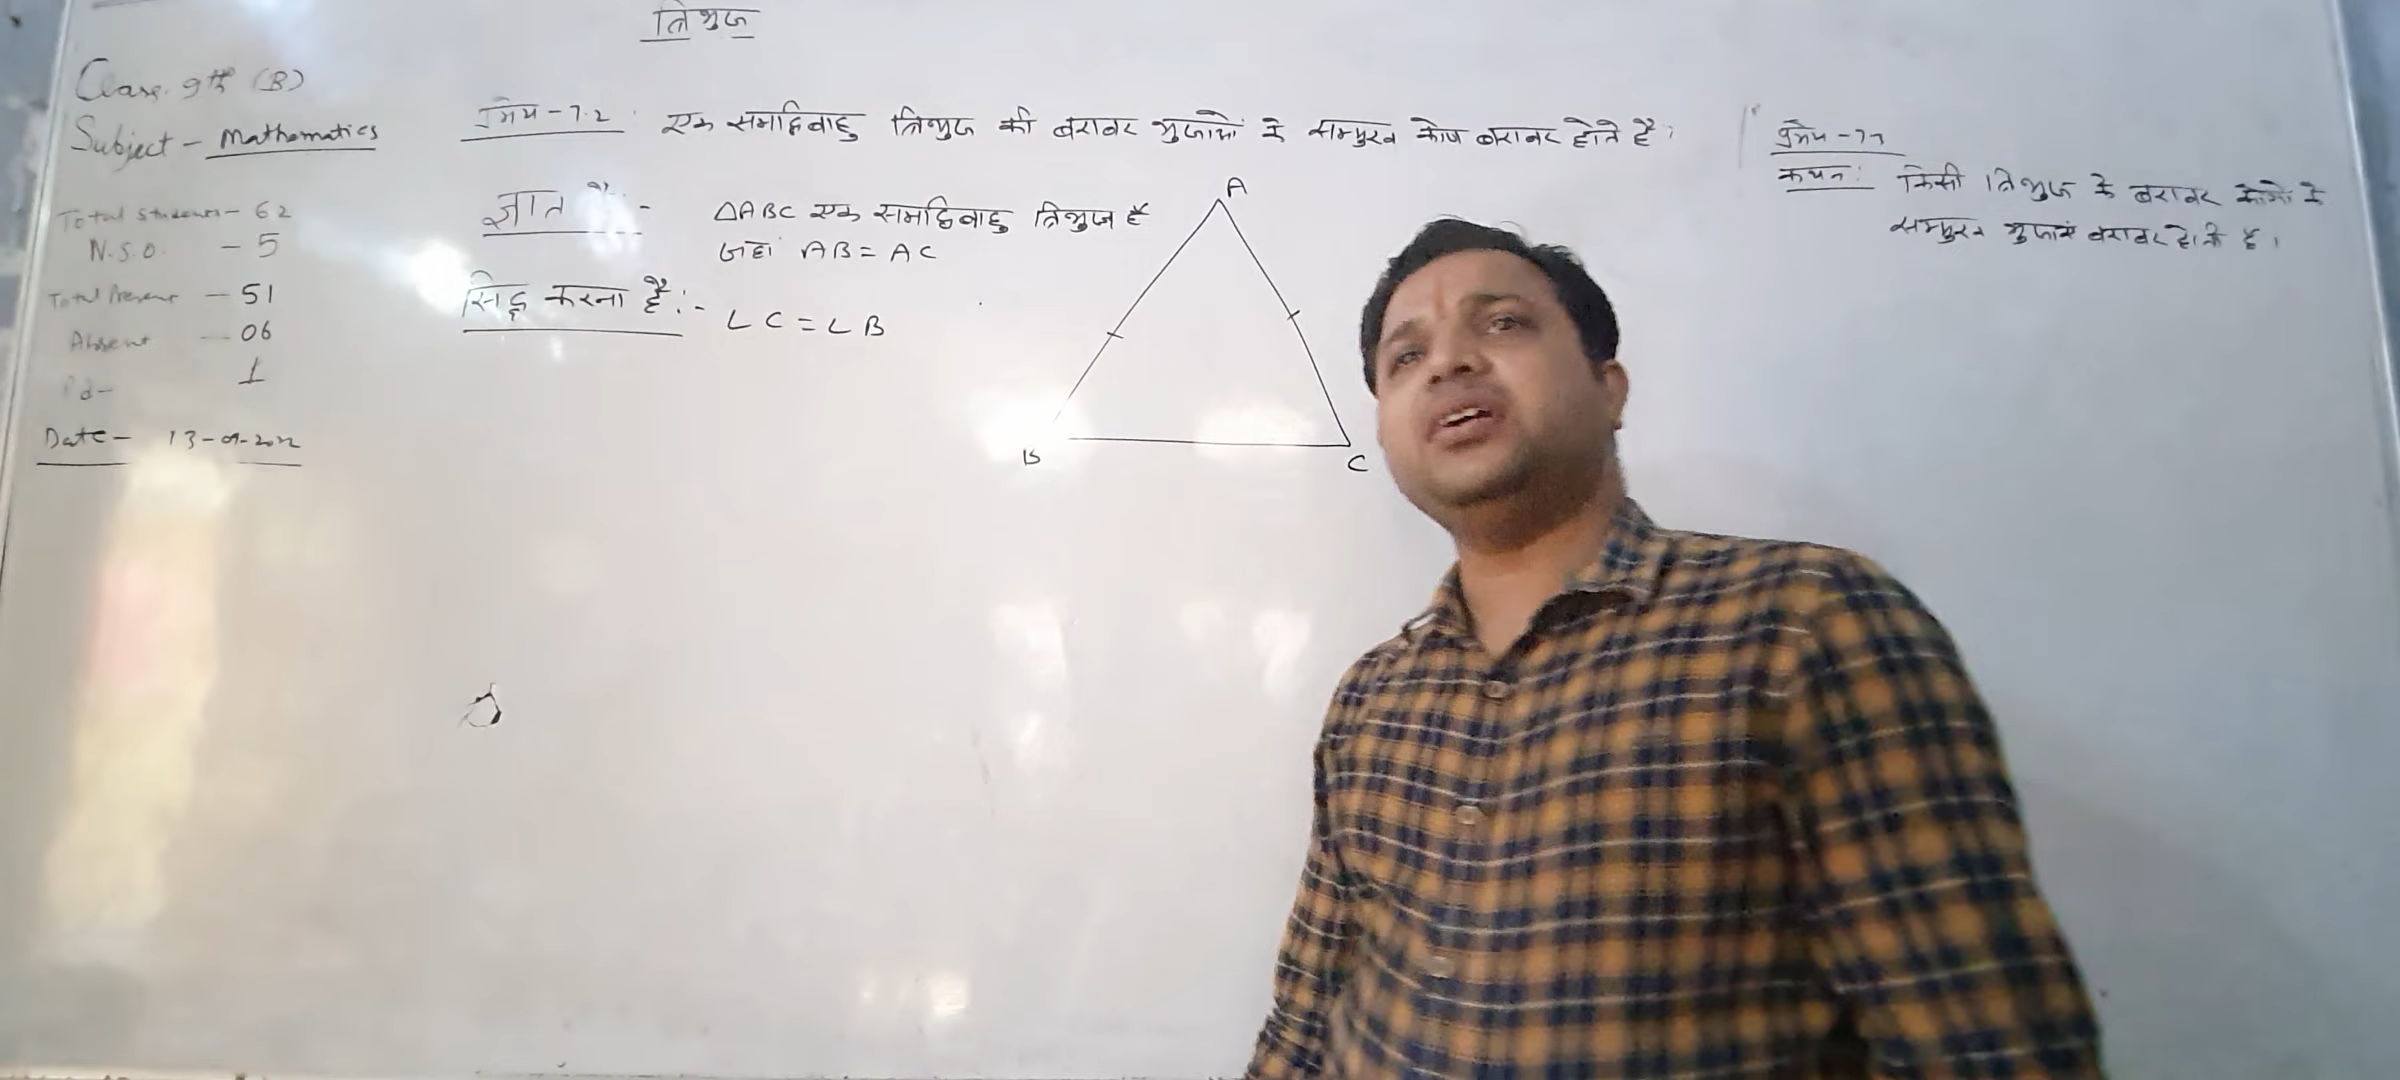 त्रिभुज
Class. 9th (B)
Subject - Mathematics
Total Students - 62
N.S.O. - 5
Total Present - 51
Absent - 06
Pd - 1
Date - 13-09-2022
प्रमेय - 7.2 : एक समद्विबाहु त्रिभुज की बराबर भुजाओं के सम्मुख कोण बराबर होते हैं।
ज्ञात है :- ΔABC एक समद्विबाहु त्रिभुज है
जहां AB = AC
सिद्ध करना है :- ∠C = ∠B
A
B
C
प्रमेय - 7.3
कथन : किसी त्रिभुज के बराबर कोणों के
सम्मुख भुजाएं बराबर होती हैं।